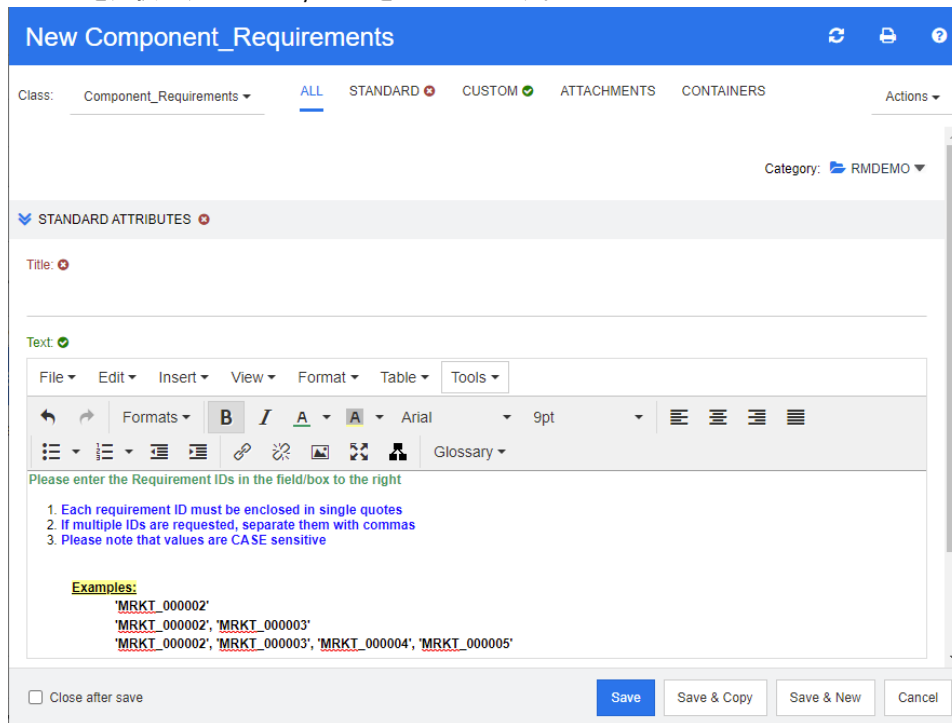 New Component_Requirements
Class: Component_Requirements ALL STANDARD CUSTOM ATTACHMENTS CONTAINERS Actions
Category: RMDEMO
STANDARD ATTRIBUTES
Title:
Text:
File Edit Insert View Format Table Tools
Formats B I A A Arial 9pt
Glossary
Please enter the Requirement IDs in the field/box to the right
1. Each requirement ID must be enclosed in single quotes
2. If multiple IDs are requested, separate them with commas
3. Please note that values are CASE sensitive
Examples:
'MRKT_000002'
'MRKT_000002', 'MRKT_000003'
'MRKT_000002', 'MRKT_000003', 'MRKT_000004', 'MRKT_000005'
Close after save Save Save & Copy Save & New Cancel